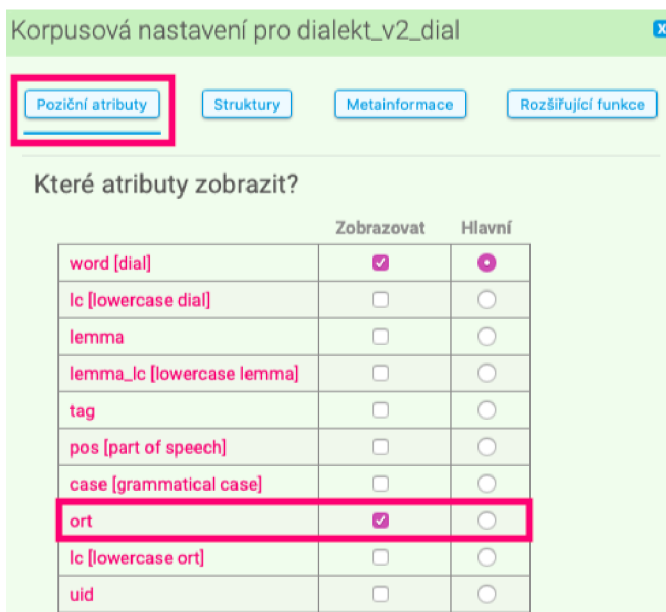 Korpusová nastavení pro dialekt_v2_dial
x
Poziční atributy Struktury Metainformace Rozšiřující funkce
Které atributy zobrazit?
Zobrazovat Hlavní
word [dial]
lc [lowercase dial]
lemma
lemma_lc [lowercase lemma]
tag
pos [part of speech]
case [grammatical case]
ort
lc [lowercase ort]
uid